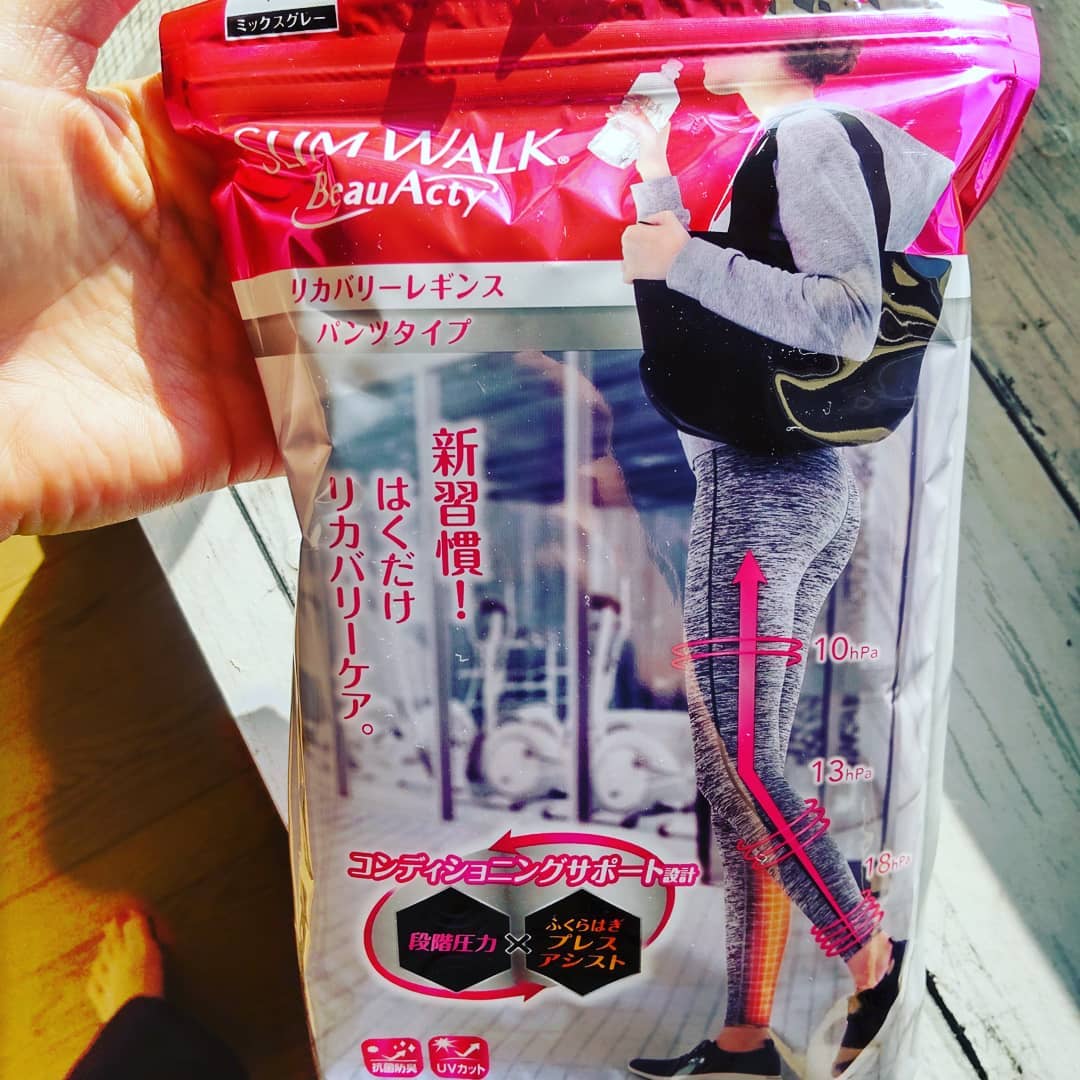 ミックスグレー
SLIM WALK®
BeauActy
リカバリーレギンス
パンツタイプ
新習慣!
はくだけ
リカバリーケア。
10hPa
13hPa
18hPa
コンディショニングサポート設計
段階圧力
×
ふくらはぎ
プレス
アシスト
抗菌防臭
UVカット